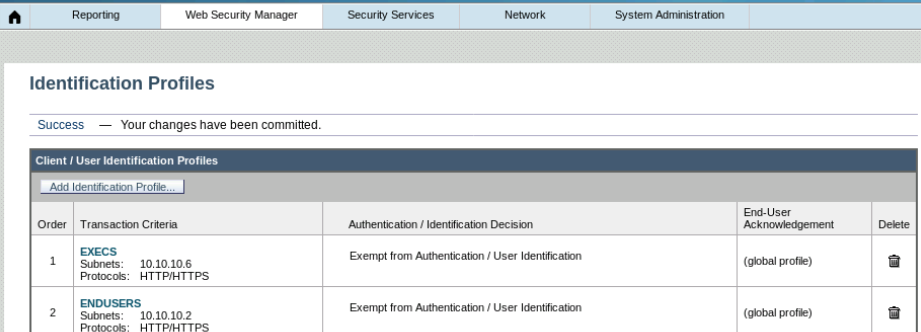 Reporting Web Security Manager Security Services Network System Administration
Identification Profiles
Success — Your changes have been committed.
Client / User Identification Profiles
Add Identification Profile...
Order Transaction Criteria Authentication / Identification Decision End-User Acknowledgement Delete
1 EXECS Exempt from Authentication / User Identification (global profile)
Subnets: 10.10.10.6
Protocols: HTTP/HTTPS
2 ENDUSERS Exempt from Authentication / User Identification (global profile)
Subnets: 10.10.10.2
Protocols: HTTP/HTTPS